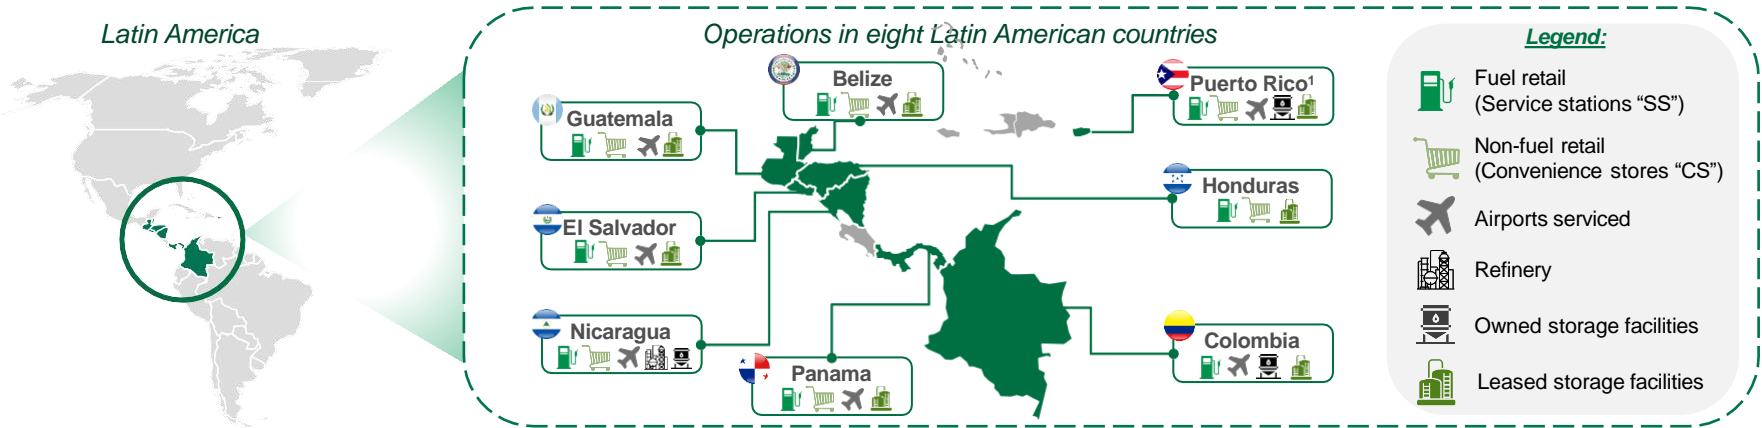 Latin America
Operations in eight Latin American countries
Belize
Puerto Rico¹
Guatemala
Honduras
El Salvador
Nicaragua
Panama
Colombia
Legend:
Fuel retail
(Service stations “SS”)
Non-fuel retail
(Convenience stores “CS”)
Airports serviced
Refinery
Owned storage facilities
Leased storage facilities